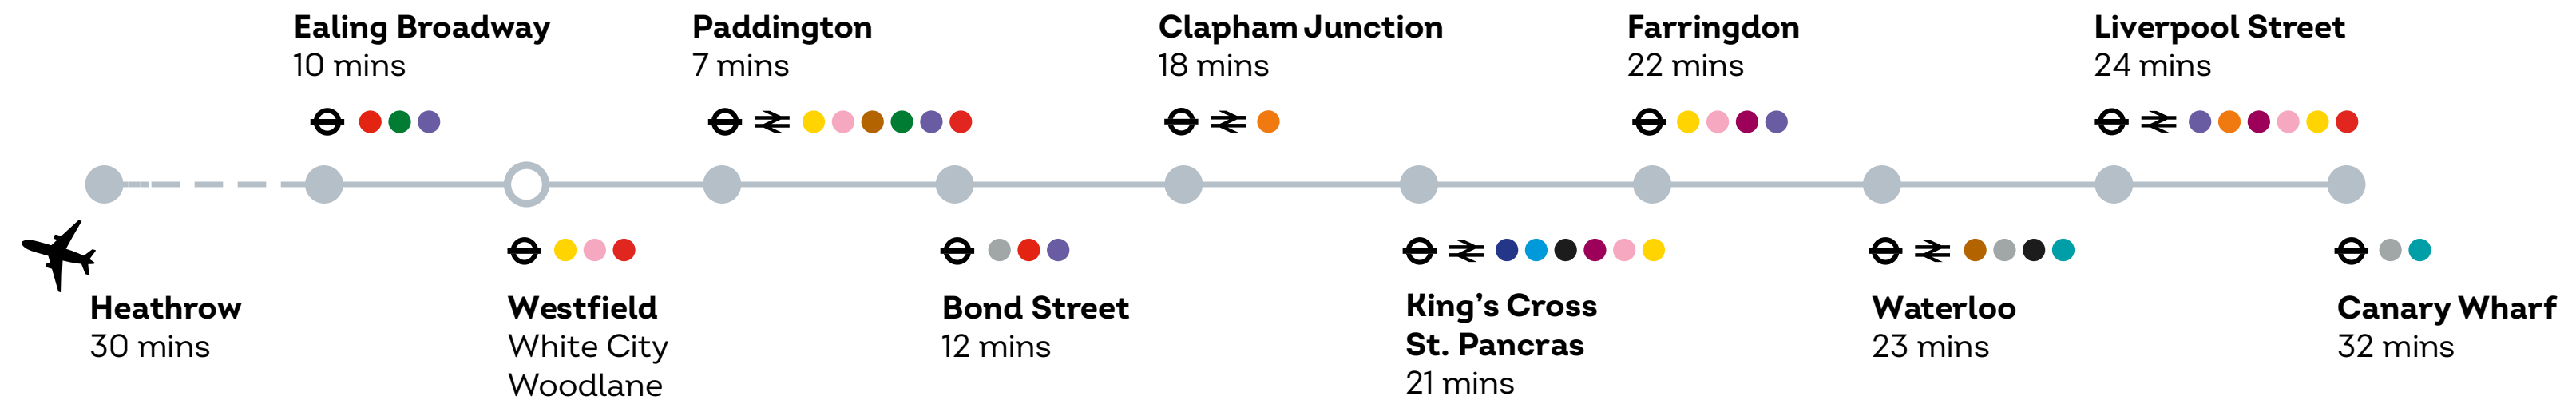 Ealing Broadway
10 mins
Paddington
7 mins
Clapham Junction
18 mins
Farringdon
22 mins
Liverpool Street
24 mins
Heathrow
30 mins
Westfield
White City
Woodlane
Bond Street
12 mins
King's Cross
St. Pancras
21 mins
Waterloo
23 mins
Canary Wharf
32 mins